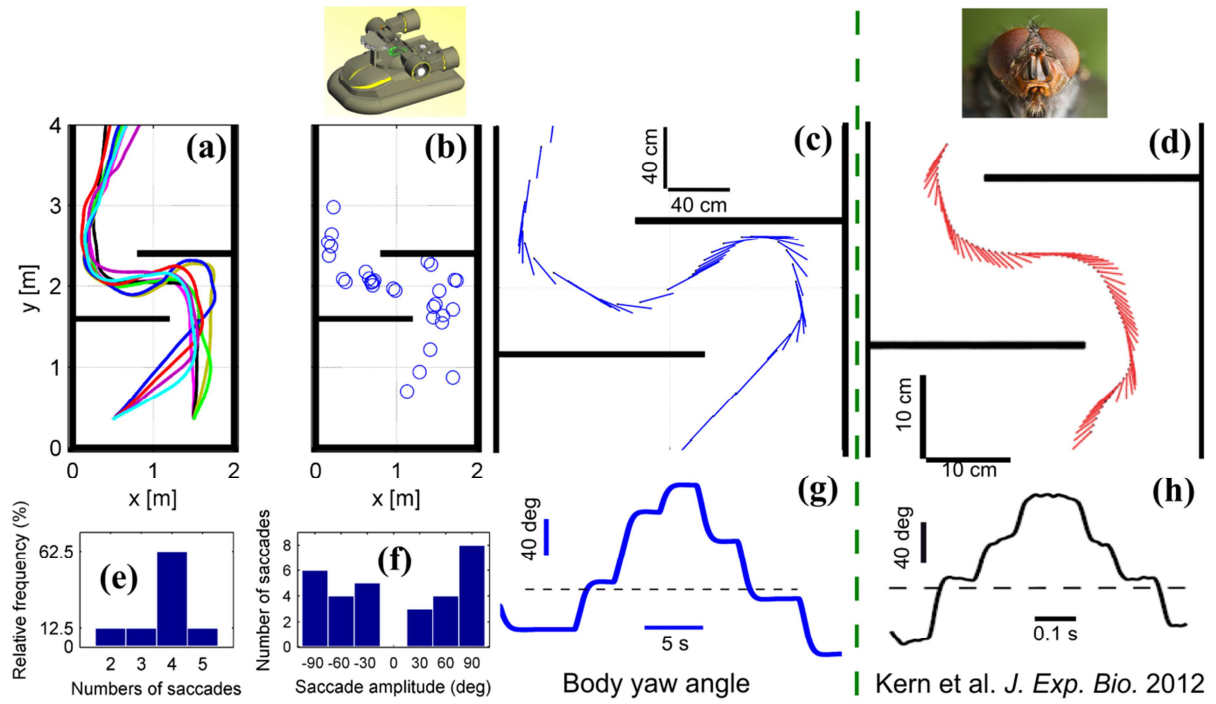 (a)
(b)
(c)
(d)
4
3
2
1
0
y [m]
0 1 2
x [m]
0 1 2
x [m]
40 cm
40 cm
10 cm
10 cm
(e)
Relative frequency (%)
62.5
12.5
0
2 3 4 5
Numbers of saccades
(f)
Number of saccades
8
6
4
2
0
-90 -60 -30 0 30 60 90
Saccade amplitude (deg)
(g)
40 deg
5 s
Body yaw angle
(h)
40 deg
0.1 s
Kern et al. J. Exp. Bio. 2012